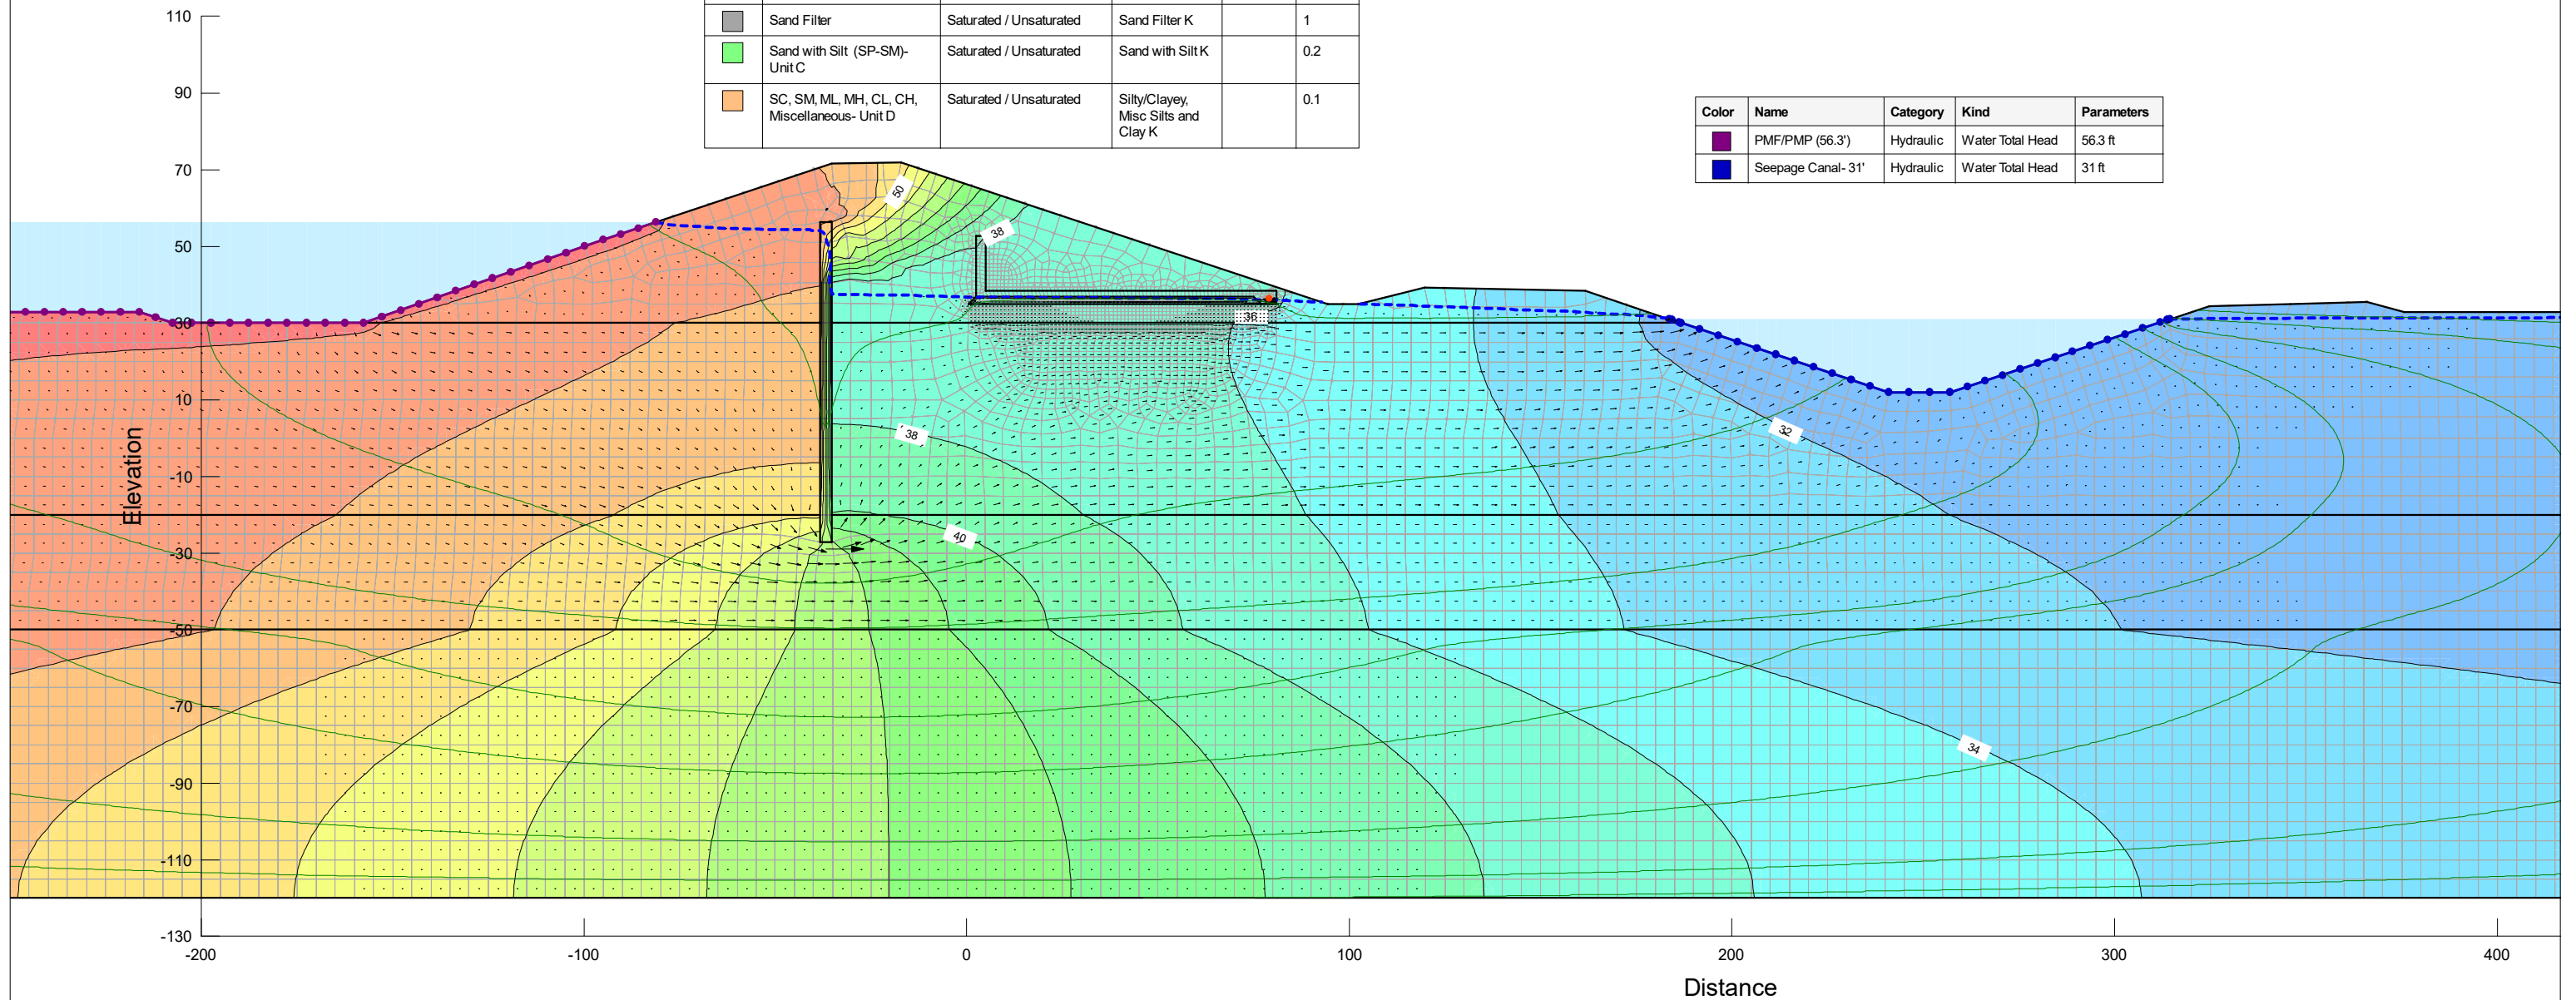 Sand Filter Saturated / Unsaturated Sand Filter K 1
Sand with Silt (SP-SM)- Saturated / Unsaturated Sand with Silt K 0.2
Unit C
SC, SM, ML, MH, CL, CH, Saturated / Unsaturated Silty/Clayey, 0.1
Miscellaneous- Unit D Misc Silts and
Clay K
Color Name Category Kind Parameters
PMF/PMP (56.3') Hydraulic Water Total Head 56.3 ft
Seepage Canal- 31' Hydraulic Water Total Head 31 ft
110
90
70
50
30
10
-10
-30
-50
-70
-90
-110
-130
Elevation
50
38
36
38
32
40
34
-200 -100 0 100 200 300 400
Distance